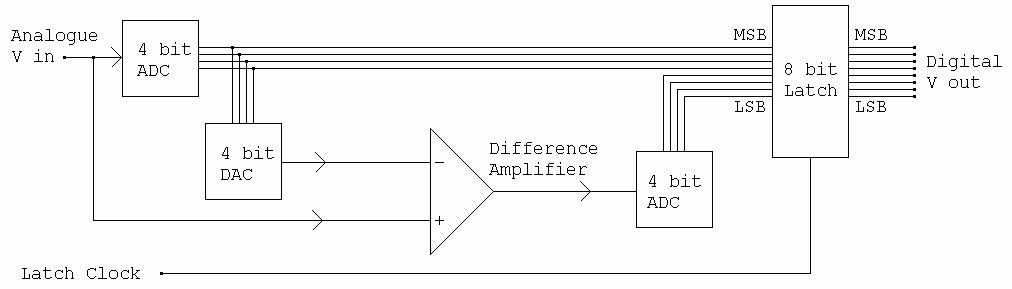 Analogue
V in
4 bit
ADC
MSB
MSB
8 bit
Latch
Digital
V out
LSB
LSB
4 bit
DAC
−
+
Difference
Amplifier
4 bit
ADC
Latch Clock